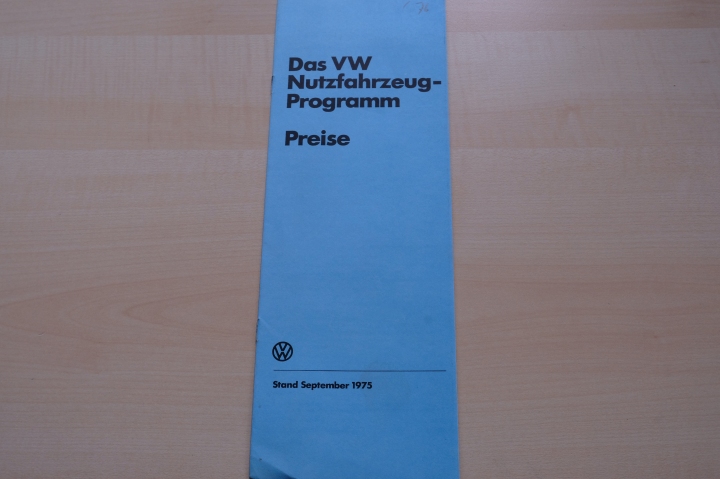 Das VW
Nutzfahrzeug-
Programm
Preise
Stand September 1975